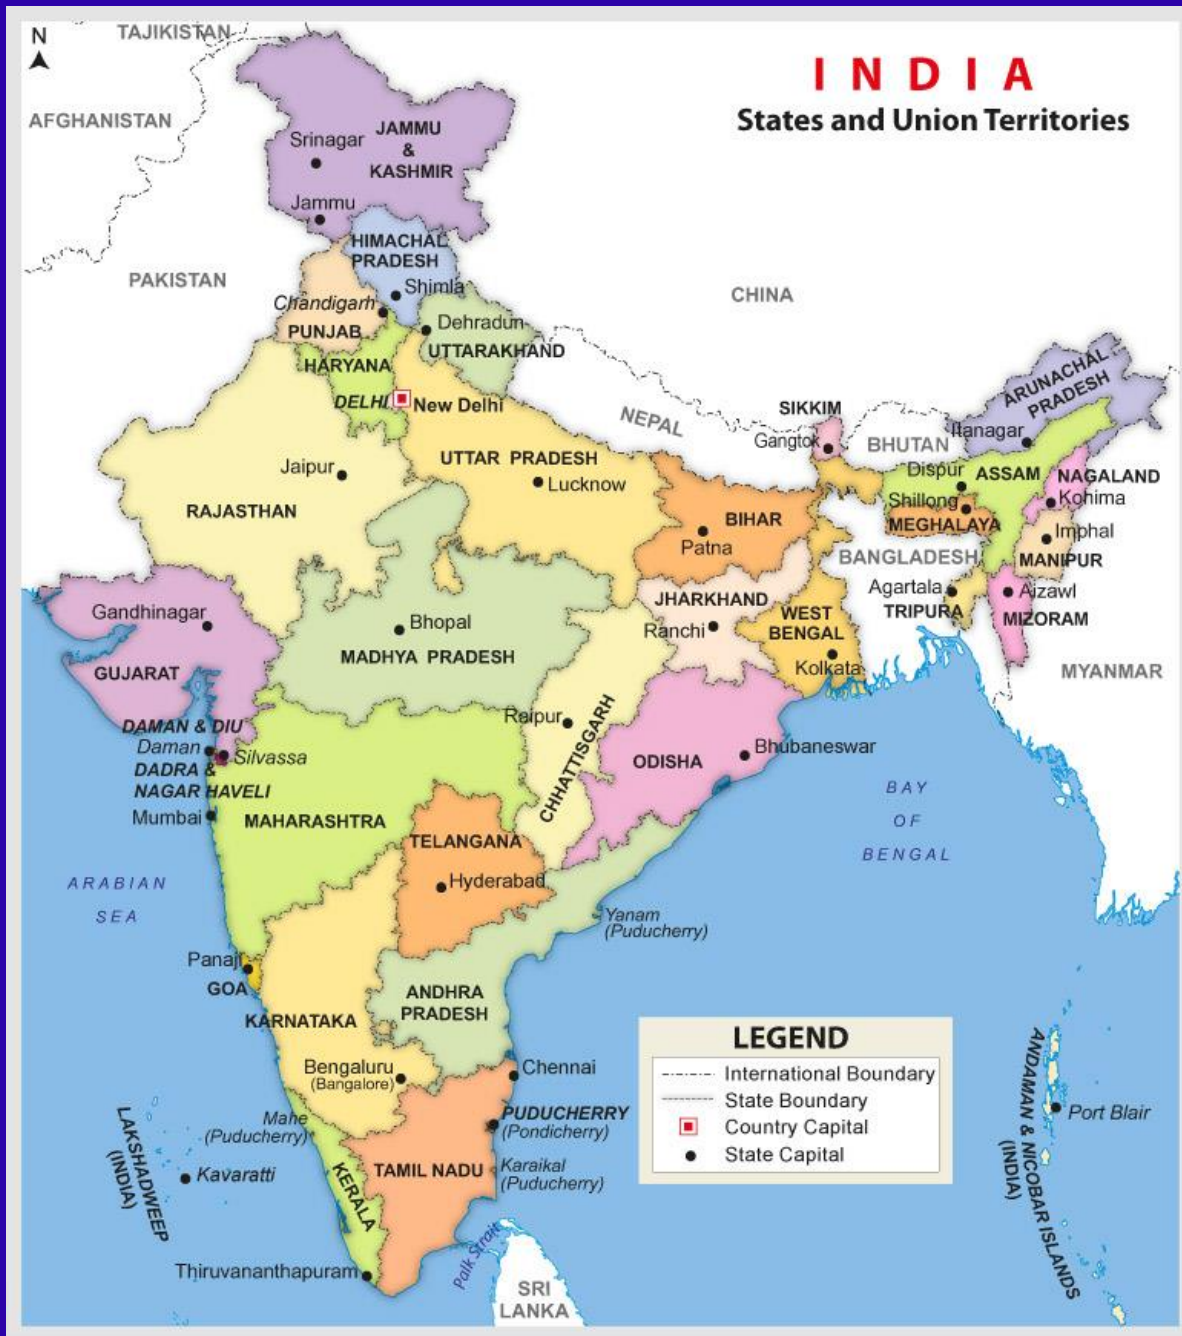 N
TAJIKISTAN
INDIA
States and Union Territories
AFGHANISTAN
JAMMU
&
KASHMIR
Srinagar
Jammu
HIMACHAL
PRADESH
PAKISTAN
Shimla
CHINA
Chandigarh
PUNJAB
Dehradun
UTTARAKHAND
HARYANA
DELHI
New Delhi
ARUNACHAL
PRADESH
NEPAL
SIKKIM
Gangtok
BHUTAN
Itanagar
UTTAR PRADESH
Lucknow
Jaipur
RAJASTHAN
Dispur
ASSAM
NAGALAND
Kohima
Shillong
MEGHALAYA
BIHAR
Patna
Imphal
MANIPUR
BANGLADESH
Agartala
TRIPURA
Aizawl
MIZORAM
Gandhinagar
GUJARAT
Bhopal
MADHYA PRADESH
JHARKHAND
Ranchi
WEST
BENGAL
Kolkata
MYANMAR
DAMAN & DIU
Daman
Silvassa
DADRA &
NAGAR HAVELI
Mumbai
MAHARASHTRA
Raipur
CHHATTISGARH
ODISHA
Bhubaneswar
BAY
OF
BENGAL
TELANGANA
Hyderabad
ARABIAN
SEA
Yanam
(Puducherry)
Panaji
GOA
KARNATAKA
ANDHRA
PRADESH
Bengaluru
(Bangalore)
Chennai
LEGEND
International Boundary
State Boundary
Country Capital
State Capital
Mahe
(Puducherry)
PUDUCHERRY
(Pondicherry)
LAKSHADWEEP
(INDIA)
Kavaratti
KERALA
TAMIL NADU
Karaikal
(Puducherry)
ANDAMAN & NICOBAR ISLANDS
(INDIA)
Port Blair
Palk Strait
Thiruvananthapuram
SRI
LANKA